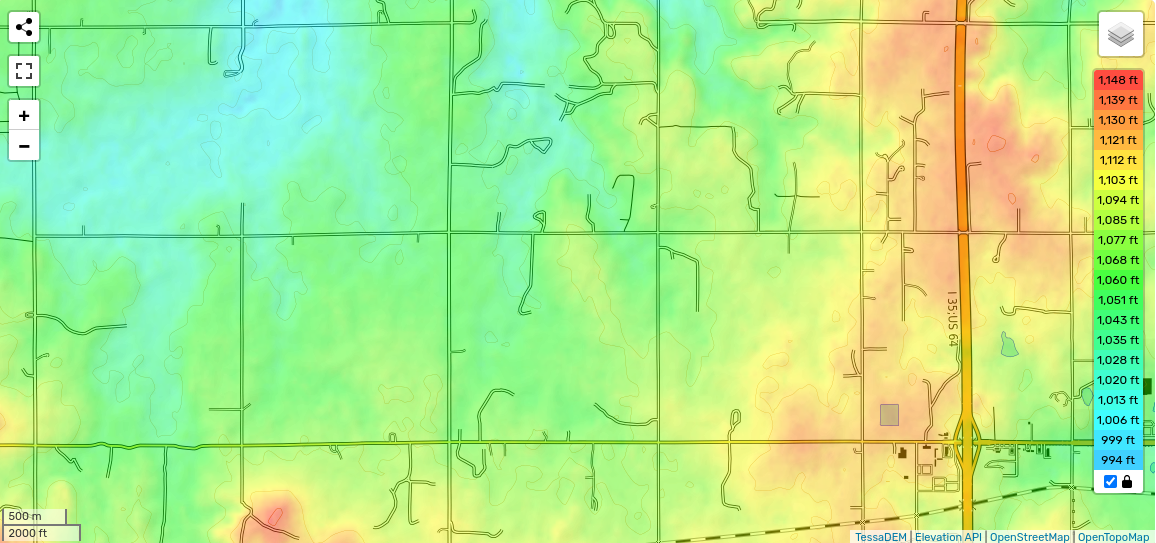 +
−
1,148 ft
1,139 ft
1,130 ft
1,121 ft
1,112 ft
1,103 ft
1,094 ft
1,085 ft
1,077 ft
1,068 ft
1,060 ft
1,051 ft
1,043 ft
1,035 ft
1,028 ft
1,020 ft
1,013 ft
1,006 ft
999 ft
994 ft
I 35;US 64
500 m
2000 ft
TessaDEM | Elevation API | OpenStreetMap | OpenTopoMap